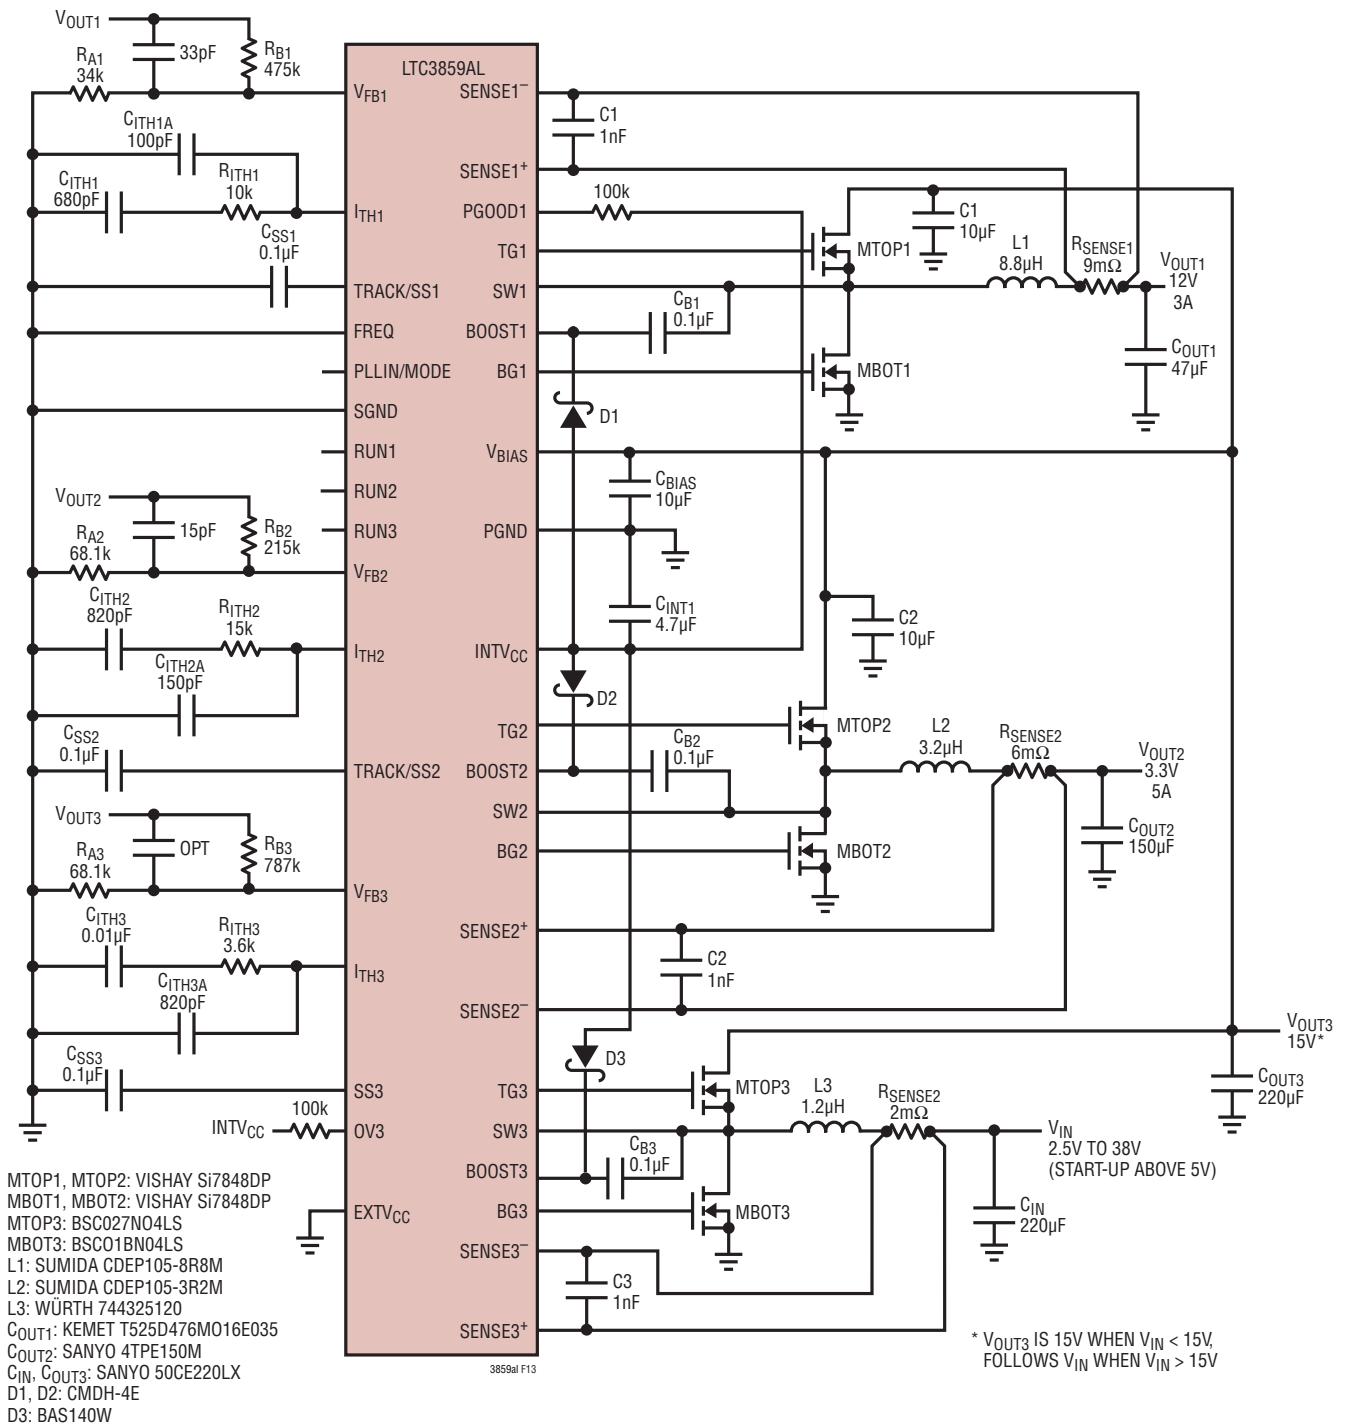 VOUT1
33pF
RB1
475k
RA1
34k
LTC3859AL
VFB1
SENSE1–
C1
1nF
CITH1A
100pF
SENSE1+
CITH1
680pF
RITH1
10k
100k
ITH1
PGOOD1
C1
10µF
CSS1
0.1µF
TG1
MTOP1
L1
8.8µH
RSENSE1
9mΩ
VOUT1
12V
3A
TRACK/SS1
SW1
CB1
0.1µF
FREQ
BOOST1
COUT1
47µF
PLLIN/MODE
BG1
MBOT1
SGND
D1
RUN1
VBIAS
CBIAS
10µF
RUN2
VOUT2
15pF
RB2
215k
RA2
68.1k
RUN3
PGND
VFB2
CITH2
820pF
RITH2
15k
CINT1
4.7µF
C2
10µF
ITH2
INTVCC
CITH2A
150pF
D2
CSS2
0.1µF
TG2
MTOP2
L2
3.2µH
RSENSE2
6mΩ
VOUT2
3.3V
5A
CB2
0.1µF
TRACK/SS2
BOOST2
VOUT3
SW2
OPT
RB3
787k
RA3
68.1k
BG2
MBOT2
COUT2
150µF
VFB3
CITH3
0.01µF
RITH3
3.6k
SENSE2+
C2
1nF
ITH3
CITH3A
820pF
SENSE2–
VOUT3
15V*
CSS3
0.1µF
D3
SS3
TG3
MTOP3
L3
1.2µH
RSENSE2
2mΩ
COUT3
220µF
INTVCC
100k
OV3
SW3
VIN
2.5V TO 38V
(START-UP ABOVE 5V)
CB3
0.1µF
BOOST3
EXTVCC
BG3
MBOT3
CIN
220µF
SENSE3–
C3
1nF
SENSE3+
MTOP1, MTOP2: VISHAY Si7848DP
MBOT1, MBOT2: VISHAY Si7848DP
MTOP3: BSC027NO4LS
MBOT3: BSCO1BN04LS
L1: SUMIDA CDEP105-8R8M
L2: SUMIDA CDEP105-3R2M
L3: WÜRTH 744325120
COUT1: KEMET T525D476MO16E035
COUT2: SANYO 4TPE150M
CIN, COUT3: SANYO 50CE220LX
D1, D2: CMDH-4E
D3: BAS140W
3859al F13
* VOUT3 IS 15V WHEN VIN < 15V,
FOLLOWS VIN WHEN VIN > 15V